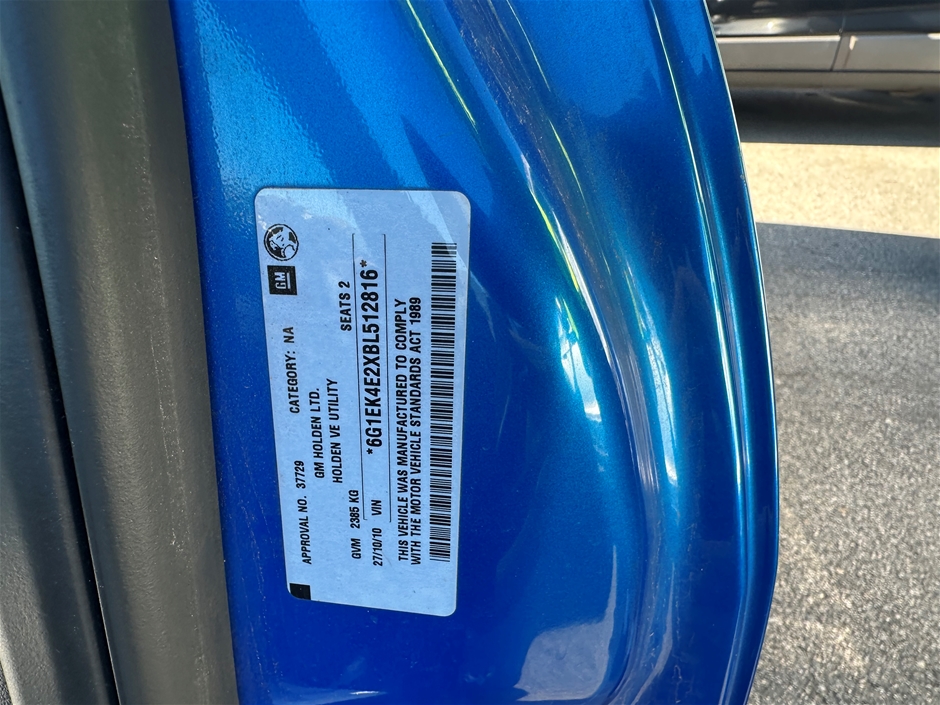 APPROVAL NO. 37729 CATEGORY: NA GM
GM HOLDEN LTD.
HOLDEN VE UTILITY
GVM 2385 KG SEATS 2
27/10/10 VIN *6G1EK4E2XBL512816*
THIS VEHICLE WAS MANUFACTURED TO COMPLY
WITH THE MOTOR VEHICLE STANDARDS ACT 1989